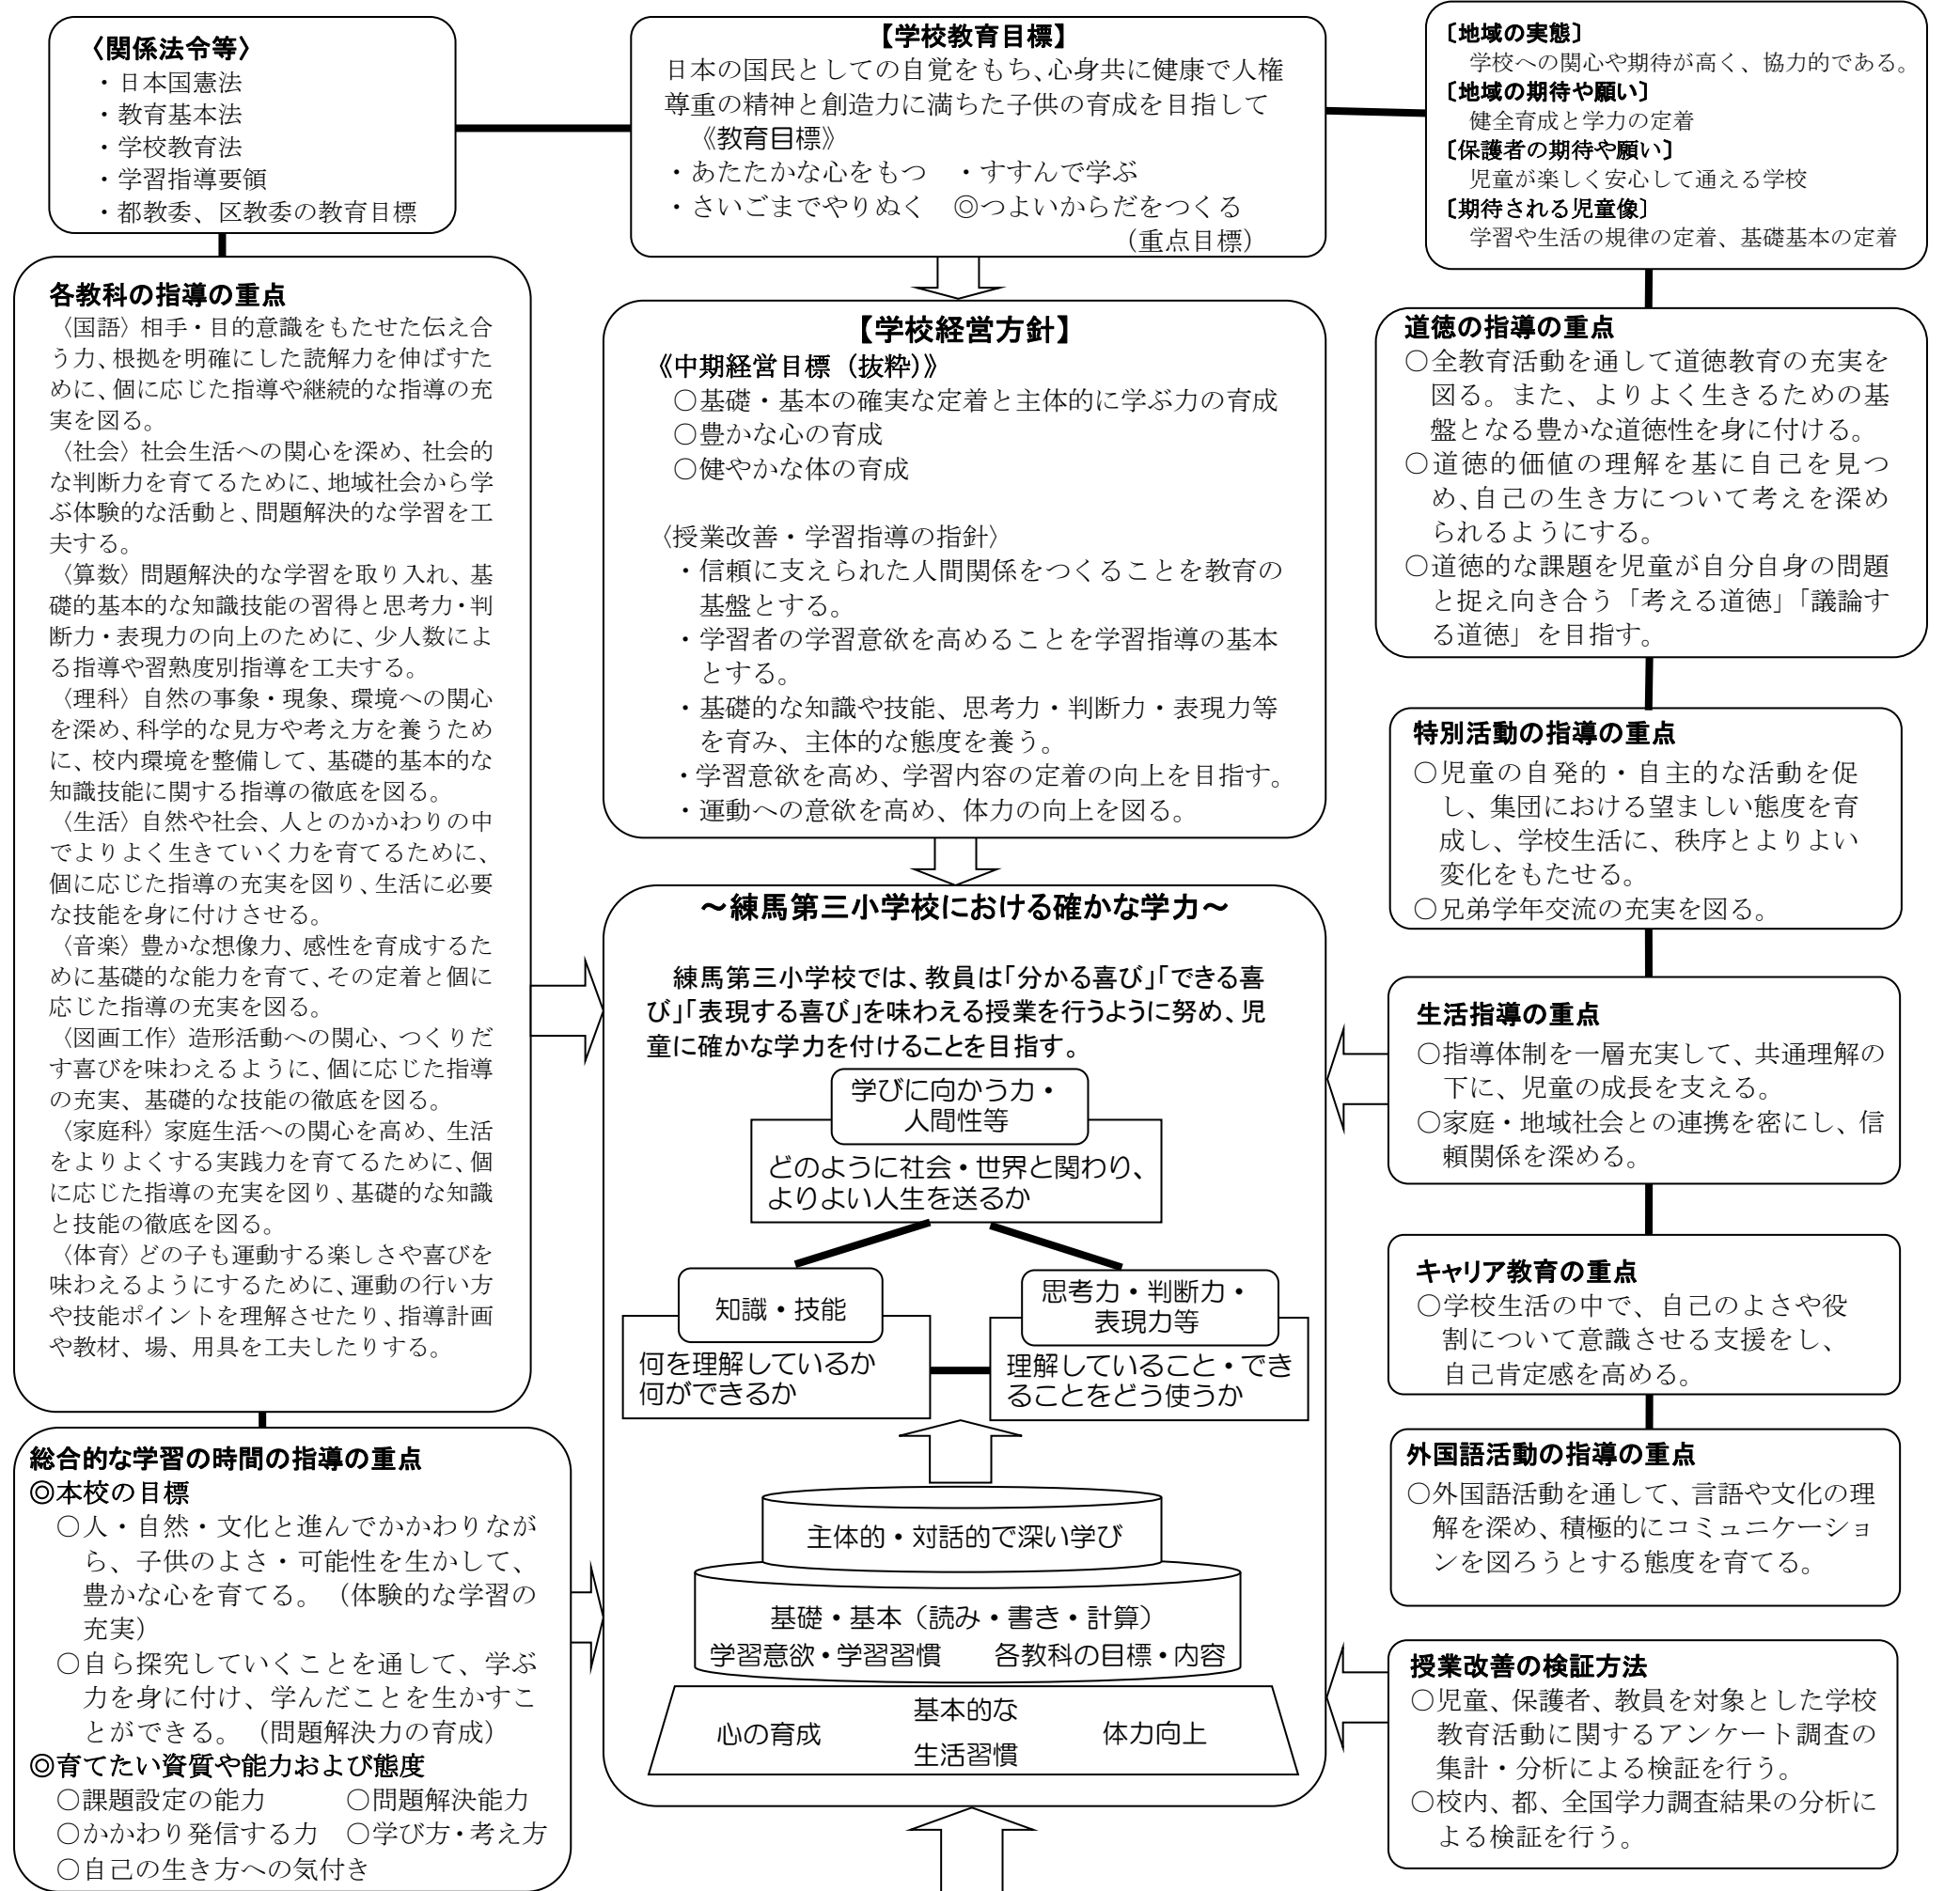 〈関係法令等〉
・日本国憲法
・教育基本法
・学校教育法
・学習指導要領
・都教委、区教委の教育目標
【学校教育目標】
日本の国民としての自覚をもち、心身共に健康で人権
尊重の精神と創造力に満ちた子供の育成を目指して
《教育目標》
・あたたかな心をもつ　・すすんで学ぶ
・さいごまでやりぬく　◎つよいからだをつくる
（重点目標）
〔地域の実態〕
学校への関心や期待が高く、協力的である。
〔地域の期待や願い〕
健全育成と学力の定着
〔保護者の期待や願い〕
児童が楽しく安心して通える学校
〔期待される児童像〕
学習や生活の規律の定着、基礎基本の定着
各教科の指導の重点
〈国語〉相手・目的意識をもたせた伝え合
う力、根拠を明確にした読解力を伸ばすた
めに、個に応じた指導や継続的な指導の充
実を図る。
〈社会〉社会生活への関心を深め、社会的
な判断力を育てるために、地域社会から学
ぶ体験的な活動と、問題解決的な学習を工
夫する。
〈算数〉問題解決的な学習を取り入れ、基
礎的基本的な知識技能の習得と思考力・判
断力・表現力の向上のために、少人数によ
る指導や習熟度別指導を工夫する。
〈理科〉自然の事象・現象、環境への関心
を深め、科学的な見方や考え方を養うため
に、校内環境を整備して、基礎的基本的な
知識技能に関する指導の徹底を図る。
〈生活〉自然や社会、人とのかかわりの中
でよりよく生きていく力を育てるために、
個に応じた指導の充実を図り、生活に必要
な技能を身に付けさせる。
〈音楽〉豊かな想像力、感性を育成するた
めに基礎的な能力を育て、その定着と個に
応じた指導の充実を図る。
〈図画工作〉造形活動への関心、つくりだ
す喜びを味わえるように、個に応じた指導
の充実、基礎的な技能の徹底を図る。
〈家庭科〉家庭生活への関心を高め、生活
をよりよくする実践力を育てるために、個
に応じた指導の充実を図り、基礎的な知識
と技能の徹底を図る。
〈体育〉どの子も運動する楽しさや喜びを
味わえるようにするために、運動の行い方
や技能ポイントを理解させたり、指導計画
や教材、場、用具を工夫したりする。
総合的な学習の時間の指導の重点
◎本校の目標
○人・自然・文化と進んでかかわりなが
ら、子供のよさ・可能性を生かして、
豊かな心を育てる。（体験的な学習の
充実）
○自ら探究していくことを通して、学ぶ
力を身に付け、学んだことを生かすこ
とができる。（問題解決力の育成）
◎育てたい資質や能力および態度
○課題設定の能力　○問題解決能力
○かかわり発信する力　○学び方・考え方
○自己の生き方への気付き
【学校経営方針】
《中期経営目標（抜粋）》
○基礎・基本の確実な定着と主体的に学ぶ力の育成
○豊かな心の育成
○健やかな体の育成
〈授業改善・学習指導の指針〉
・信頼に支えられた人間関係をつくることを教育の
基盤とする。
・学習者の学習意欲を高めることを学習指導の基本
とする。
・基礎的な知識や技能、思考力・判断力・表現力等
を育み、主体的な態度を養う。
・学習意欲を高め、学習内容の定着の向上を目指す。
・運動への意欲を高め、体力の向上を図る。
～練馬第三小学校における確かな学力～
練馬第三小学校では、教員は「分かる喜び」「できる喜
び」「表現する喜び」を味わえる授業を行うように努め、児
童に確かな学力を付けることを目指す。
学びに向かう力・
人間性等
どのように社会・世界と関わり、
よりよい人生を送るか
知識・技能
何を理解しているか
何ができるか
思考力・判断力・
表現力等
理解していること・でき
ることをどう使うか
主体的・対話的で深い学び
基礎・基本（読み・書き・計算）
学習意欲・学習習慣　各教科の目標・内容
心の育成
基本的な
生活習慣
体力向上
道徳の指導の重点
○全教育活動を通して道徳教育の充実を
図る。また、よりよく生きるための基
盤となる豊かな道徳性を身に付ける。
○道徳的価値の理解を基に自己を見つ
め、自己の生き方について考えを深め
られるようにする。
○道徳的な課題を児童が自分自身の問題
と捉え向き合う「考える道徳」「議論す
る道徳」を目指す。
特別活動の指導の重点
○児童の自発的・自主的な活動を促
し、集団における望ましい態度を育
成し、学校生活に、秩序とよりよい
変化をもたせる。
○兄弟学年交流の充実を図る。
生活指導の重点
○指導体制を一層充実して、共通理解の
下に、児童の成長を支える。
○家庭・地域社会との連携を密にし、信
頼関係を深める。
キャリア教育の重点
○学校生活の中で、自己のよさや役
割について意識させる支援をし、
自己肯定感を高める。
外国語活動の指導の重点
○外国語活動を通して、言語や文化の理
解を深め、積極的にコミュニケーショ
ンを図ろうとする態度を育てる。
授業改善の検証方法
○児童、保護者、教員を対象とした学校
教育活動に関するアンケート調査の
集計・分析による検証を行う。
○校内、都、全国学力調査結果の分析に
よる検証を行う。